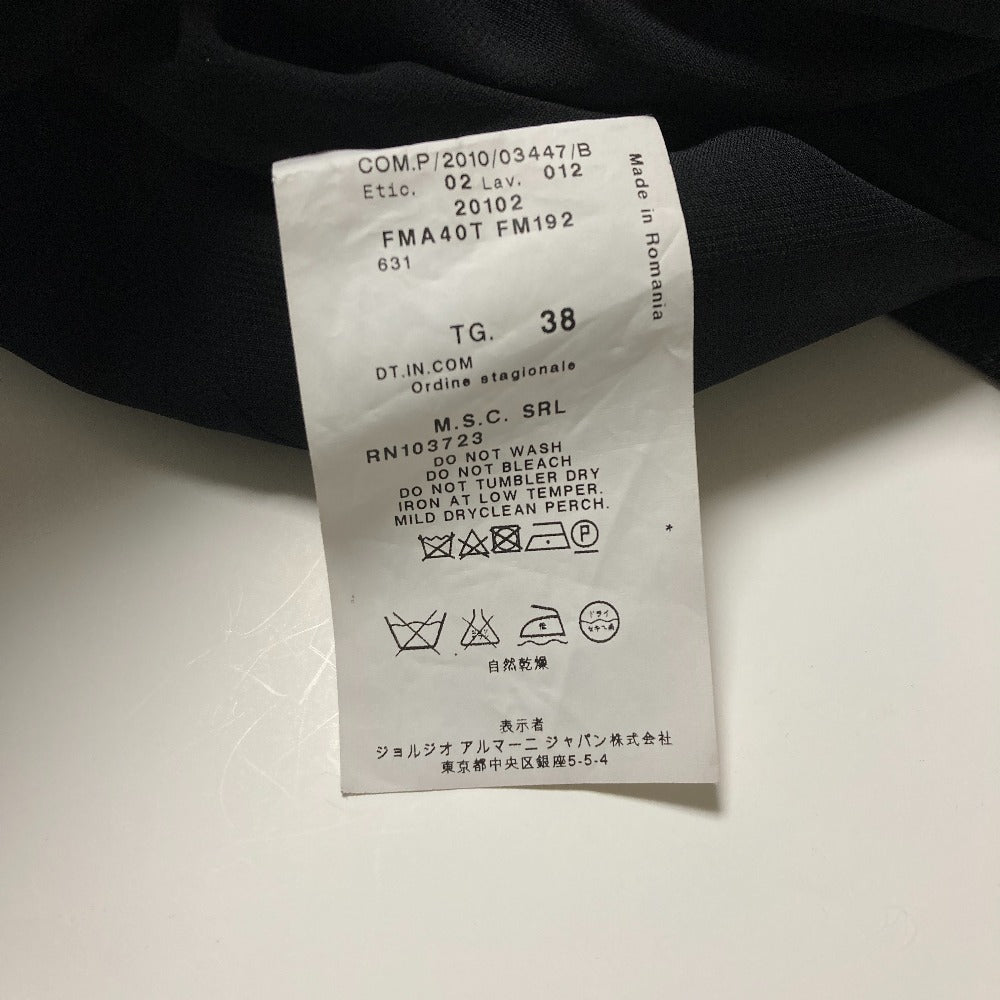 COM.P/2010/03447/B
Etic. 02 Lav. 012
20102
FMA40T FM192
631
Made in Romania
TG. 38
DT.IN.COM
Ordine stagionale
M.S.C. SRL
RN103723
DO NOT WASH
DO NOT BLEACH
DO NOT TUMBLER DRY
IRON AT LOW TEMPER.
MILD DRYCLEAN PERCH.
P
*
低
ドライ
自然乾燥
表示者
ジョルジオ アルマーニ ジャパン株式会社
東京都中央区銀座5-5-4